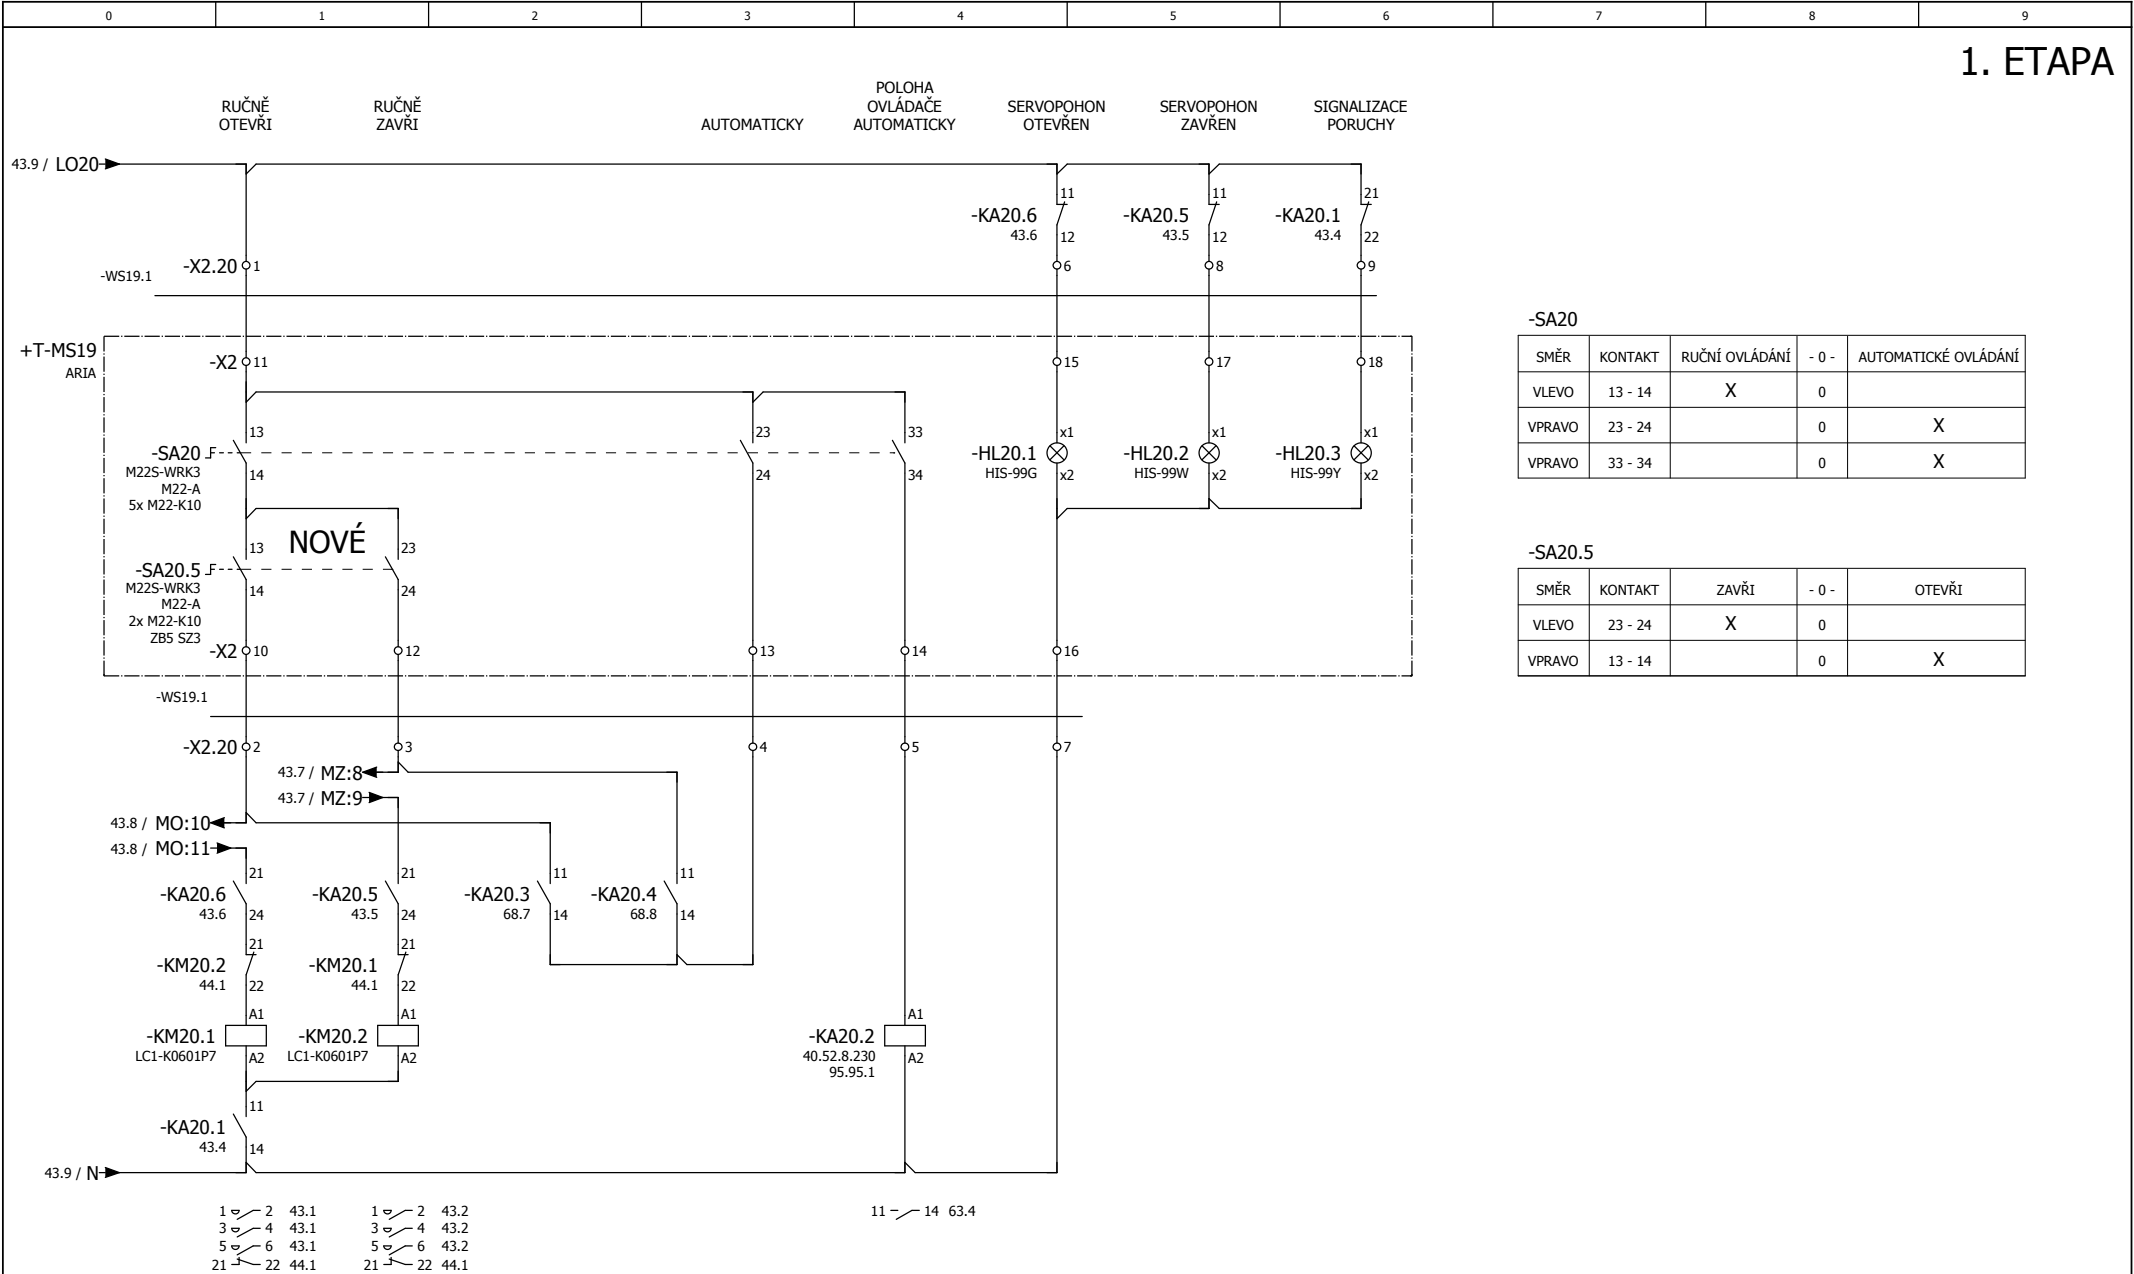 0 1 2 3 4 5 6 7 8 9
1. ETAPA
RUČNĚ
OTEVŘI
RUČNĚ
ZAVŘI
AUTOMATICKY
POLOHA
OVLÁDAČE
AUTOMATICKY
SERVOPOHON
OTEVŘEN
SERVOPOHON
ZAVŘEN
SIGNALIZACE
PORUCHY
43.9 / LO20
11 11 21
-KA20.6 -KA20.5 -KA20.1
43.6 12 43.5 12 43.4 22
-X2.20 1 6 8 9
-WS19.1
+T-MS19
ARIA
-X2 11 15 17 18
13 23 33 x1 x1 x1
-SA20 -HL20.1 -HL20.2 -HL20.3
M22S-WRK3 14 24 34 HIS-99G x2 HIS-99W x2 HIS-99Y x2
M22-A
5x M22-K10
NOVÉ
13 23
-SA20.5
M22S-WRK3 14 24
M22-A
2x M22-K10
ZB5 SZ3
-X2 10 12 13 14 16
-WS19.1
-X2.20 2 3 4 5 7
43.7 / MZ:8
43.7 / MZ:9
43.8 / MO:10
43.8 / MO:11
21 21 11 11
-KA20.6 -KA20.5 -KA20.3 -KA20.4
43.6 24 43.5 24 68.7 14 68.8 14
21 21
-KM20.2 -KM20.1
44.1 22 44.1 22
A1 A1 A1
-KM20.1 -KM20.2 -KA20.2
LC1-K0601P7 A2 LC1-K0601P7 A2 40.52.8.230 A2
95.95.1
11
-KA20.1
43.4 14
43.9 / N
1 2 43.1 1 2 43.2 11 14 63.4
3 4 43.1 3 4 43.2
5 6 43.1 5 6 43.2
21 22 44.1 21 22 44.1
-SA20
SMĚR KONTAKT RUČNÍ OVLÁDÁNÍ - 0 - AUTOMATICKÉ OVLÁDÁNÍ
VLEVO 13 - 14 X 0
VPRAVO 23 - 24 0 X
VPRAVO 33 - 34 0 X
-SA20.5
SMĚR KONTAKT ZAVŘI - 0 - OTEVŘI
VLEVO 23 - 24 X 0
VPRAVO 13 - 14 0 X